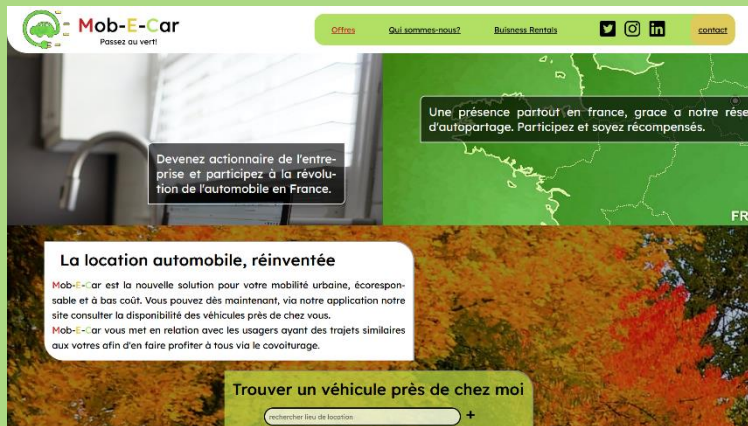 Mob-E-Car
Passez au vert!
Offres
Qui sommes-nous?
Buisness Rentals
contact
Devenez actionnaire de l'entre-
prise et participez à la révolu-
tion de l'automobile en France.
Une présence partout en france, grace a notre rése
d'autopartage. Participez et soyez récompensés.
FR
La location automobile, réinventée
Mob-E-Car est la nouvelle solution pour votre mobilité urbaine, écorespon-
sable et à bas coût. Vous pouvez dès maintenant, via notre application notre
site consulter la disponibilité des véhicules près de chez vous.
Mob-E-Car vous met en relation avec les usagers ayant des trajets similaires
aux votres afin d'en faire profiter à tous via le covoiturage.
Trouver un véhicule près de chez moi
rechercher lieu de location
+